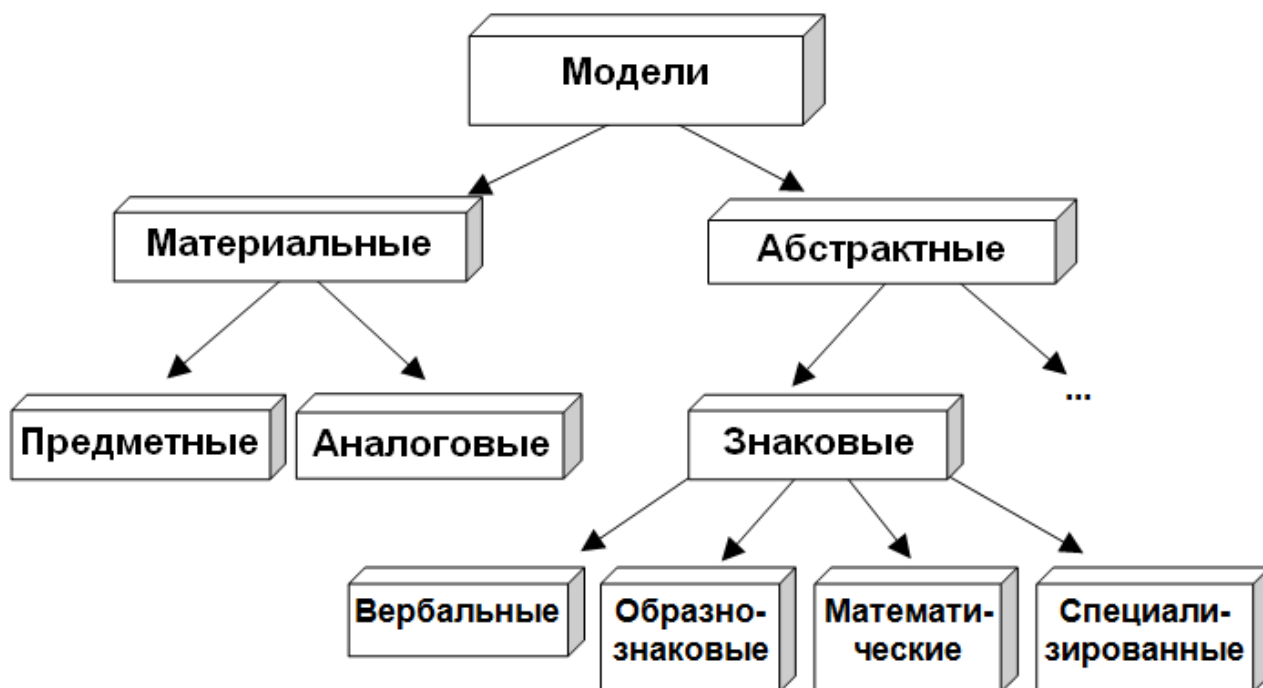 Модели
Материальные
Абстрактные
Предметные
Аналоговые
Знаковые
...
Вербальные
Образно-
знаковые
Математи-
ческие
Специали-
зированные